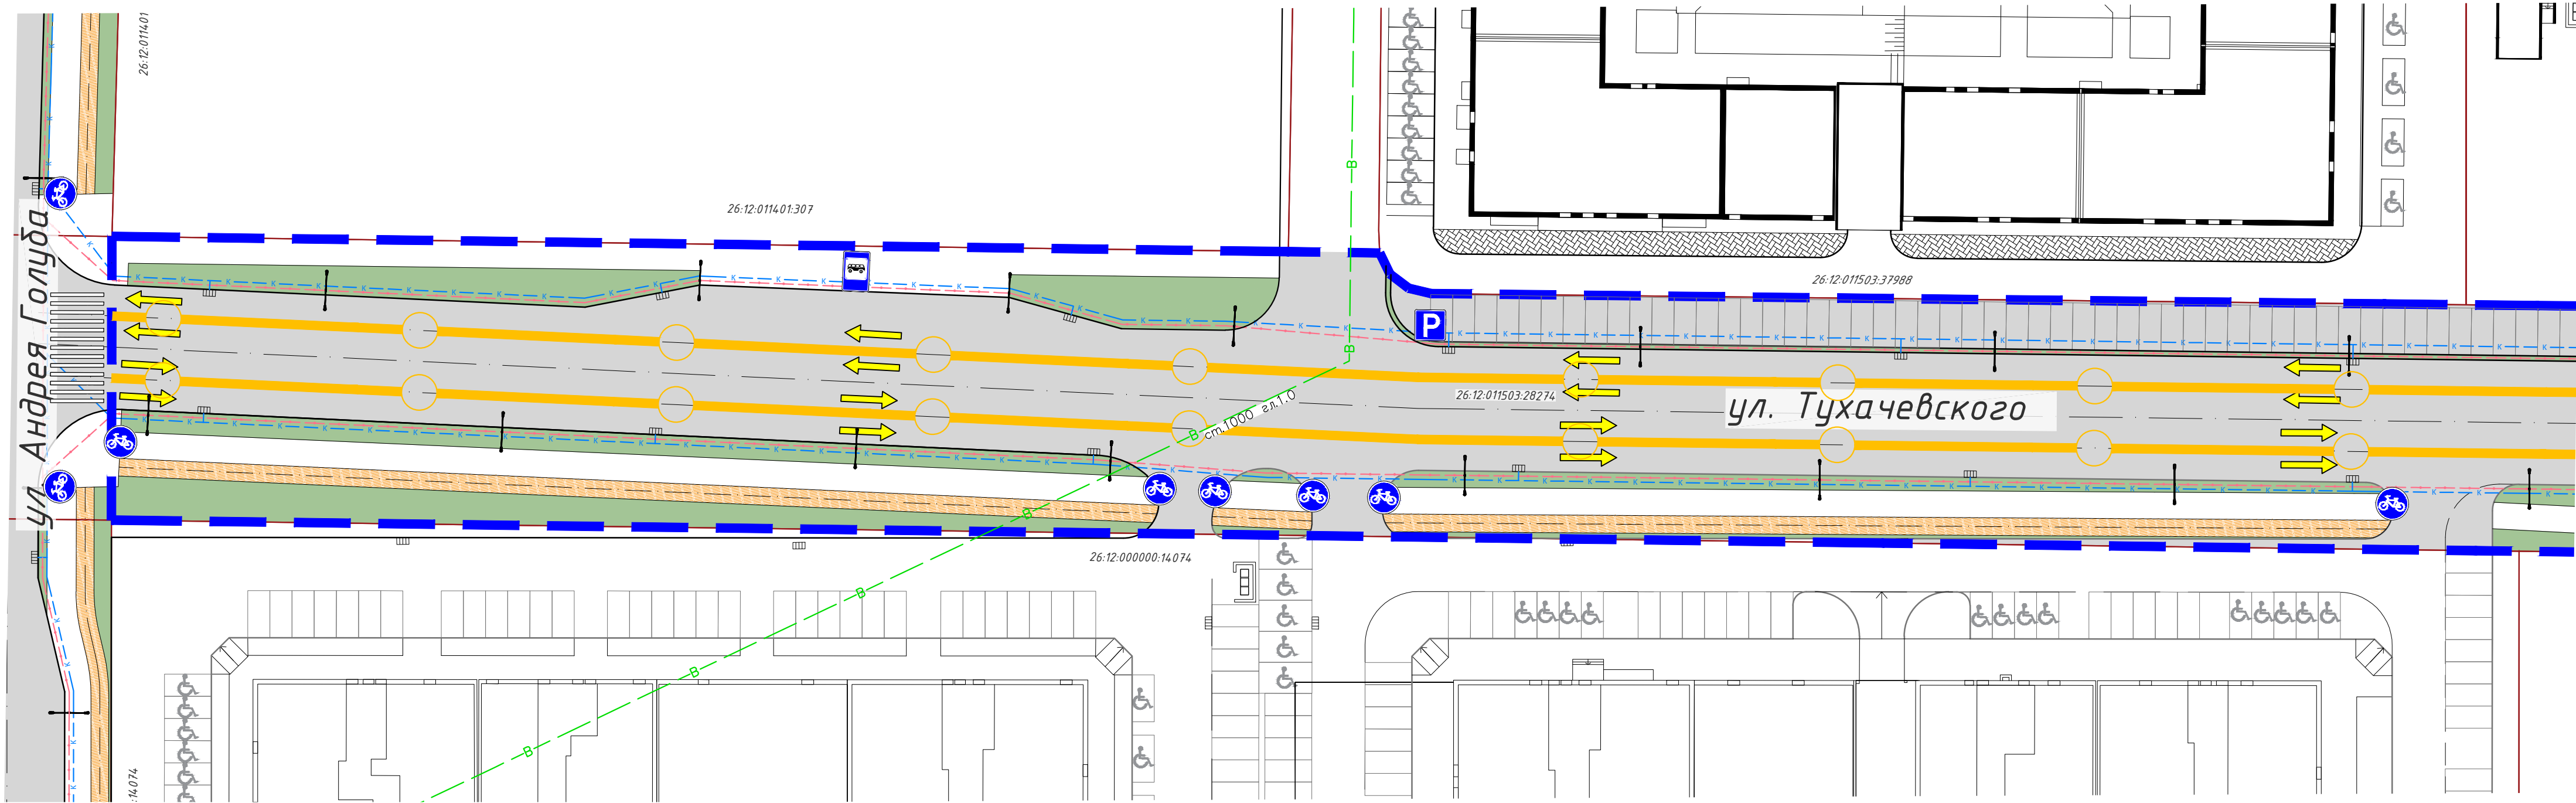 26:12:011401
26:12:011401:307
26:12:011503:37988
P
ул. Андрея Голуба
26:12:011503:28274
ул. Тухачевского
ст.1000 гл.1.0
26:12:000000:14074
:14074
К
В